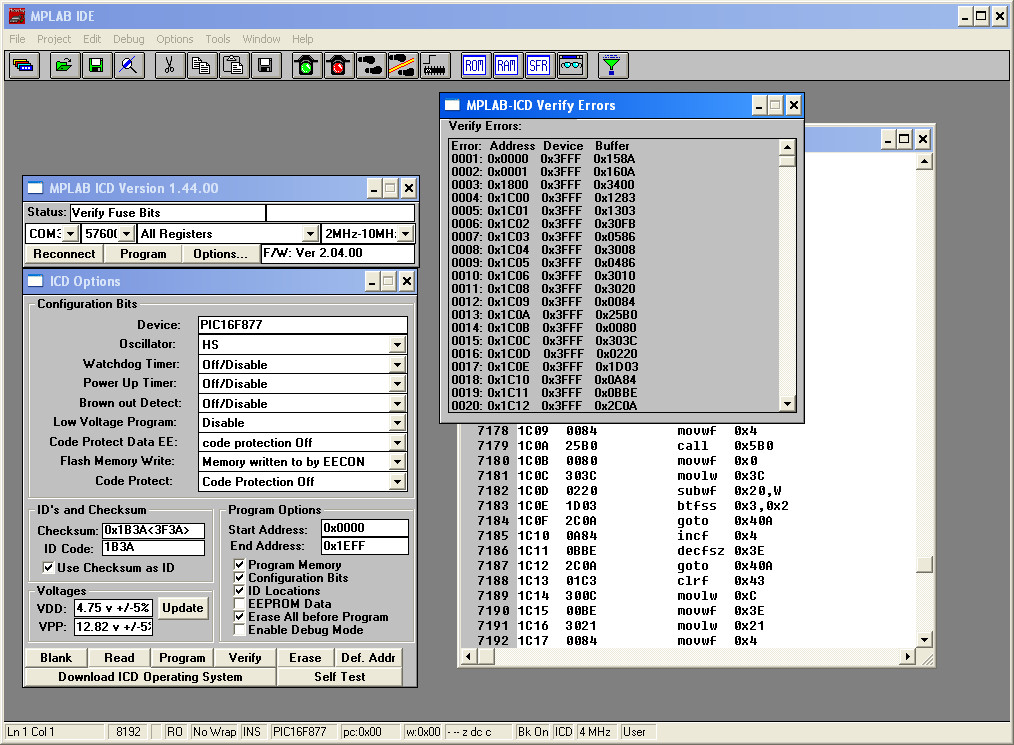 MPLAB IDE
File Project Edit Debug Options Tools Window Help
ROM RAM SFR
MPLAB-ICD Verify Errors
Verify Errors:
Error: Address Device Buffer
0001: 0x0000 0x3FFF 0x158A
0002: 0x0001 0x3FFF 0x160A
0003: 0x1800 0x3FFF 0x3400
0004: 0x1C00 0x3FFF 0x1283
0005: 0x1C01 0x3FFF 0x1303
0006: 0x1C02 0x3FFF 0x30FB
0007: 0x1C03 0x3FFF 0x0586
0008: 0x1C04 0x3FFF 0x3008
0009: 0x1C05 0x3FFF 0x0486
0010: 0x1C06 0x3FFF 0x3010
0011: 0x1C08 0x3FFF 0x3020
0012: 0x1C09 0x3FFF 0x0084
0013: 0x1C0A 0x3FFF 0x25B0
0014: 0x1C0B 0x3FFF 0x0080
0015: 0x1C0C 0x3FFF 0x303C
0016: 0x1C0D 0x3FFF 0x0220
0017: 0x1C0E 0x3FFF 0x1D03
0018: 0x1C10 0x3FFF 0x0A84
0019: 0x1C11 0x3FFF 0x0BBE
0020: 0x1C12 0x3FFF 0x2C0A
MPLAB ICD Version 1.44.00
Status: Verify Fuse Bits
All Registers
Reconnect Program Options... F/W: Ver 2.04.00
ICD Options
Configuration Bits
Device: PIC16F877
Oscillator: HS
Watchdog Timer: Off/Disable
Power Up Timer: Off/Disable
Brown out Detect: Off/Disable
Low Voltage Program: Disable
Code Protect Data EE: code protection Off
Flash Memory Write: Memory written to by EECON
Code Protect: Code Protection Off
ID's and Checksum
Checksum: 0x1B3A<3F3A>
ID Code: 1B3A
Use Checksum as ID
Voltages
VDD: 4.75 v +/-5% Update
VPP: 12.82 v +/-5
Program Options
Start Address: 0x0000
End Address: 0x1EFF
Program Memory
Configuration Bits
ID Locations
EEPROM Data
Erase All before Program
Enable Debug Mode
Blank Read Program Verify Erase Def. Addr
Download ICD Operating System Self Test
7178 1C09 0084 movwf 0x4
7179 1C0A 25B0 call 0x5B0
7180 1C0B 0080 movwf 0x0
7181 1C0C 303C movlw 0x3C
7182 1C0D 0220 subwf 0x20,W
7183 1C0E 1D03 btfss 0x3,0x2
7184 1C0F 2C0A goto 0x40A
7185 1C10 0A84 incf 0x4
7186 1C11 0BBE decfsz 0x3E
7187 1C12 2C0A goto 0x40A
7188 1C13 01C3 clrf 0x43
7189 1C14 300C movlw 0xC
7190 1C15 00BE movwf 0x3E
7191 1C16 3021 movlw 0x21
7192 1C17 0084 movwf 0x4
Ln 1 Col 1 8192 RO No Wrap INS PIC16F877 pc:0x00 w:0x00 - -- z dc c Bk On ICD 4 MHz User